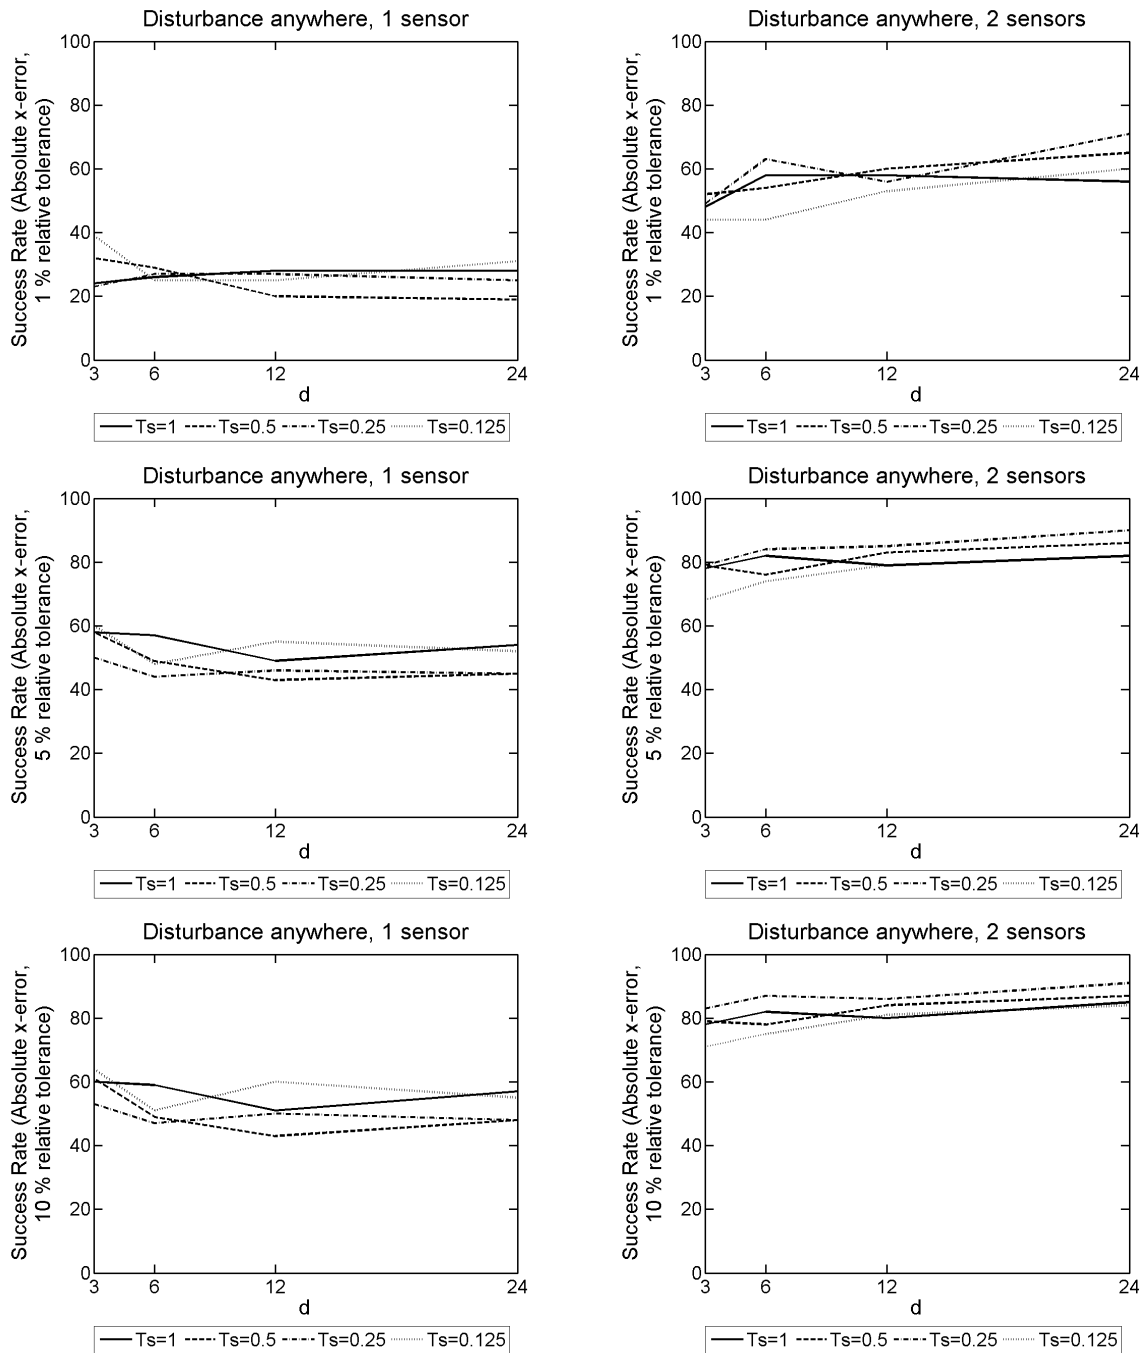 Disturbance anywhere, 1 sensor
Success Rate (Absolute x-error,
1 % relative tolerance)
100
80
60
40
20
0
3 6 12 24
d
Ts=1 Ts=0.5 Ts=0.25 Ts=0.125
Disturbance anywhere, 2 sensors
Success Rate (Absolute x-error,
1 % relative tolerance)
100
80
60
40
20
0
3 6 12 24
d
Ts=1 Ts=0.5 Ts=0.25 Ts=0.125
Disturbance anywhere, 1 sensor
Success Rate (Absolute x-error,
5 % relative tolerance)
100
80
60
40
20
0
3 6 12 24
d
Ts=1 Ts=0.5 Ts=0.25 Ts=0.125
Disturbance anywhere, 2 sensors
Success Rate (Absolute x-error,
5 % relative tolerance)
100
80
60
40
20
0
3 6 12 24
d
Ts=1 Ts=0.5 Ts=0.25 Ts=0.125
Disturbance anywhere, 1 sensor
Success Rate (Absolute x-error,
10 % relative tolerance)
100
80
60
40
20
0
3 6 12 24
d
Ts=1 Ts=0.5 Ts=0.25 Ts=0.125
Disturbance anywhere, 2 sensors
Success Rate (Absolute x-error,
10 % relative tolerance)
100
80
60
40
20
0
3 6 12 24
d
Ts=1 Ts=0.5 Ts=0.25 Ts=0.125